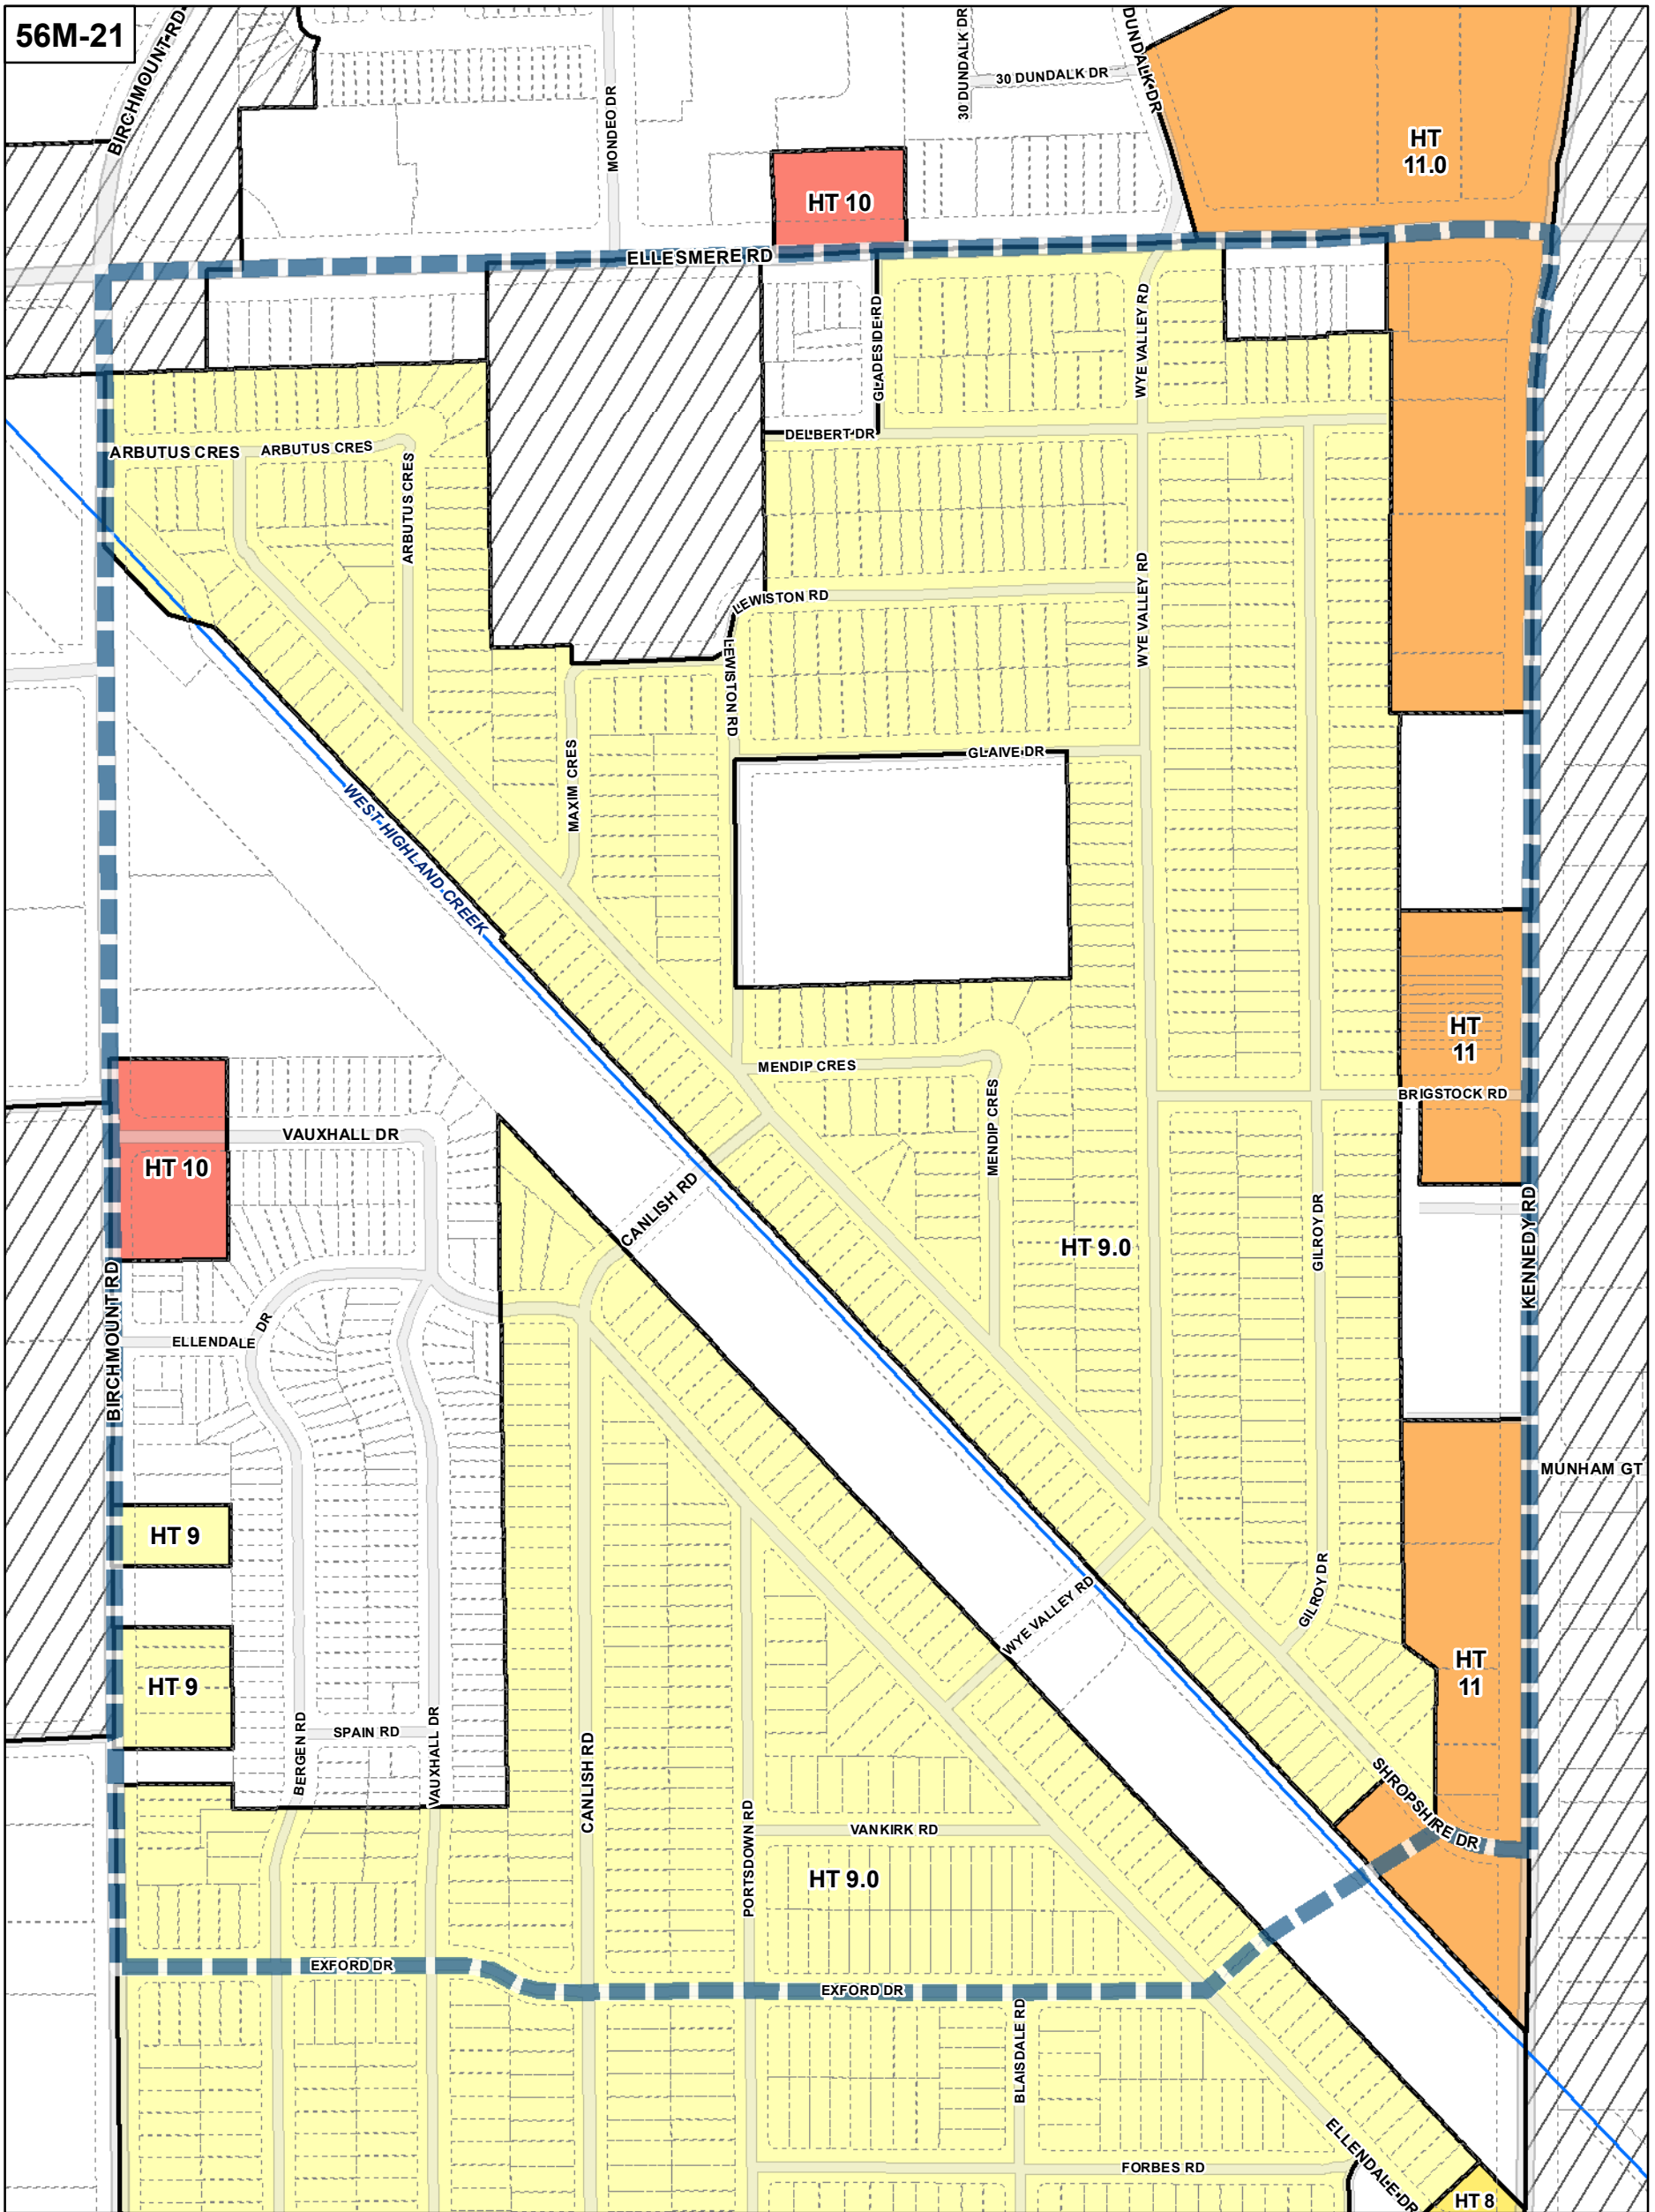 56M-21
BIRCHMOUNT RD
MONDEO DR
30 DUNDALK DR
30 DUNDALK DR
DUNDALK DR
HT
11.0
HT 10
ELLESMERE RD
GLADESIDE RD
WYE VALLEY RD
DELBERT DR
ARBUTUS CRES
ARBUTUS CRES
ARBUTUS CRES
LEWISTON RD
WYE VALLEY RD
LEWISTON RD
GLAIVE DR
MAXIM CRES
WEST HIGHLAND CREEK
HT
11
MENDIP CRES
MENDIP CRES
BRIGSTOCK RD
VAUXHALL DR
HT 10
CANLISH RD
GILROY DR
KENNEDY RD
HT 9.0
BIRCHMOUNT RD
ELLENDALE DR
MUNHAM GT
HT 9
GILROY DR
WYE VALLEY RD
HT 9
HT
11
BERGEN RD
SPAIN RD
VAUXHALL DR
CANLISH RD
SHROPSHIRE DR
PORTSDOWN RD
VANKIRK RD
HT 9.0
EXFORD DR
EXFORD DR
BLAISDALE RD
ELLENDALE DR
FORBES RD
HT 8